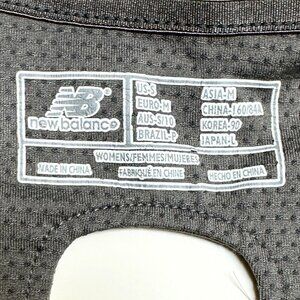 NB
new balance
US-S
EURO-M
AUS-S/10
BRAZIL-P
ASIA-M
CHINA-160/84A
KOREA-90
JAPAN-L
WOMENS/FEMMES/MUJERES
MADE IN CHINA
FABRIQUÉ EN CHINE
HECHO EN CHINA